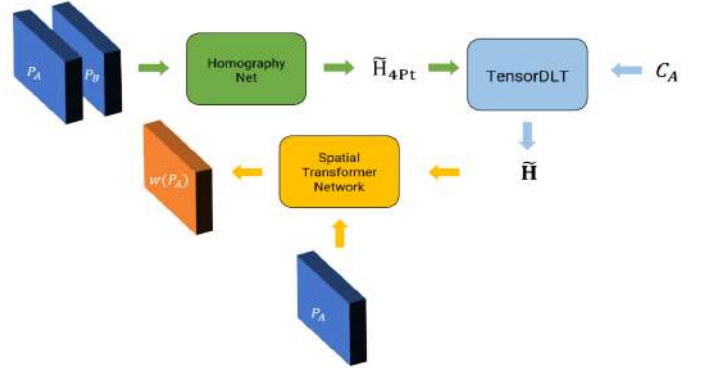 P_A
P_B
Homography
Net
H̃_4Pt
TensorDLT
C_A
w(P_A)
Spatial
Transformer
Network
H̃
P_A